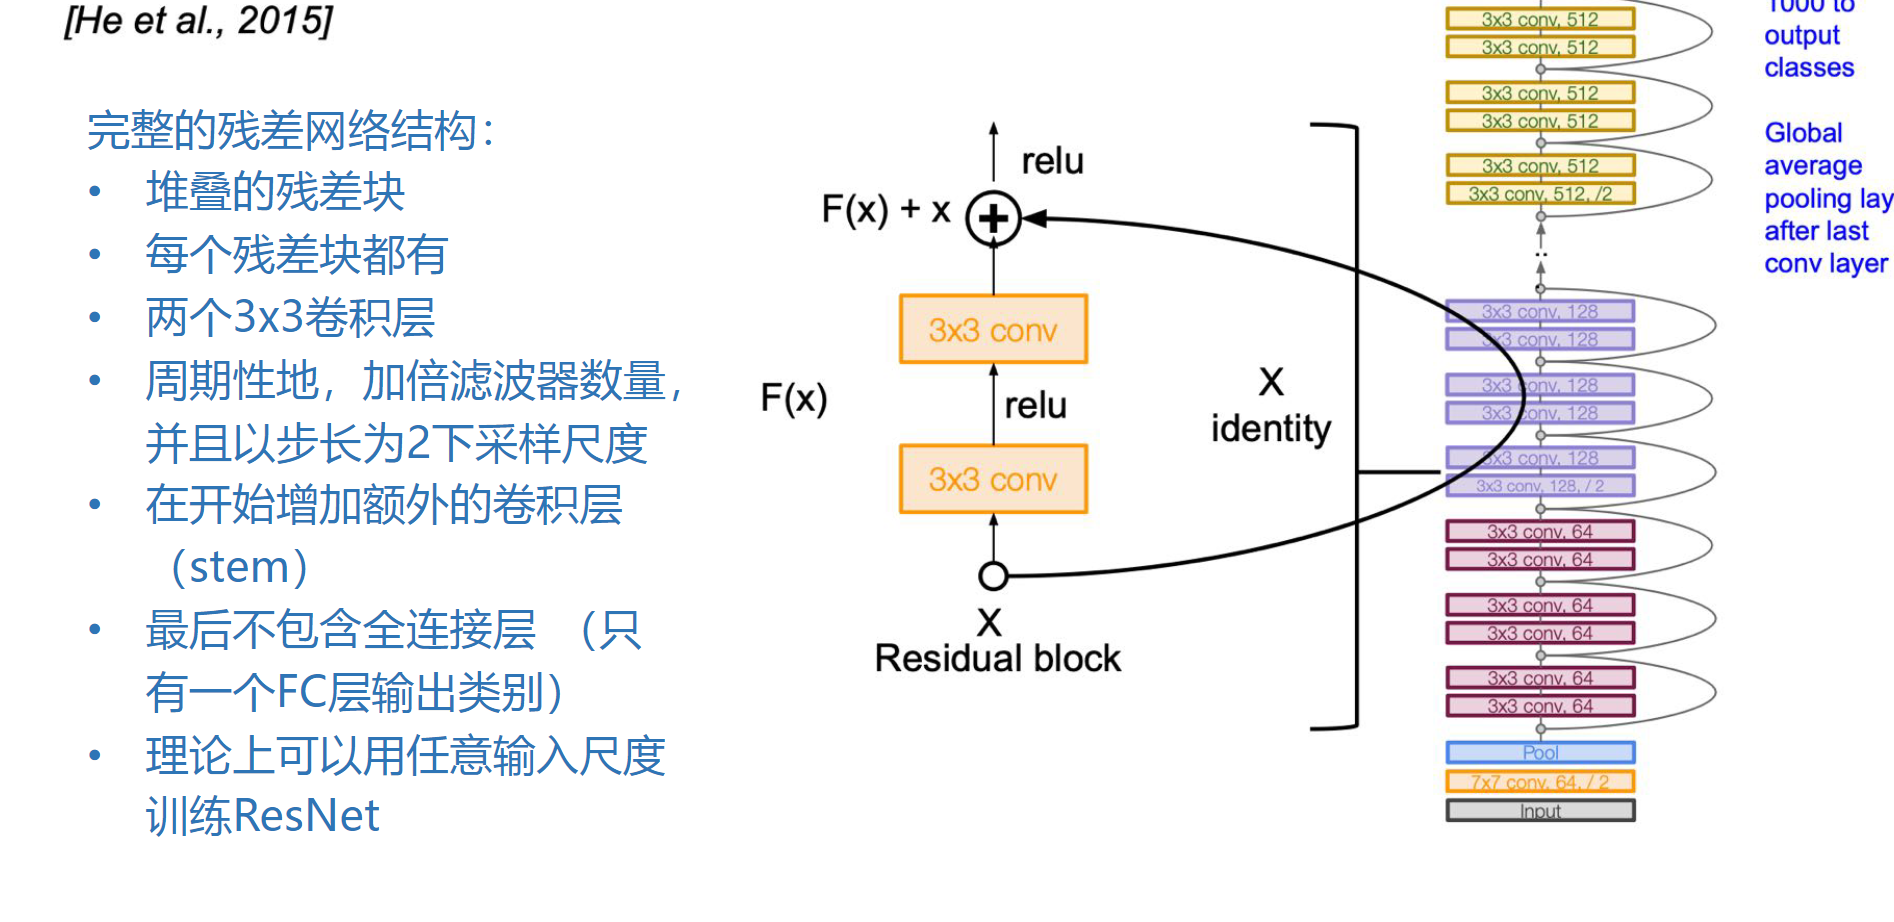 [He et al., 2015]
完整的残差网络结构：
• 堆叠的残差块
• 每个残差块都有
• 两个3x3卷积层
• 周期性地，加倍滤波器数量，
并且以步长为2下采样尺度
• 在开始增加额外的卷积层
（stem）
• 最后不包含全连接层 （只
有一个FC层输出类别）
• 理论上可以用任意输入尺度
训练ResNet
relu
F(x) + x
3x3 conv
F(x)
relu
3x3 conv
X
Residual block
X
identity
3x3 conv, 512
3x3 conv, 512
3x3 conv, 512
3x3 conv, 512
3x3 conv, 512
3x3 conv, 512, /2
..
3x3 conv, 128
3x3 conv, 128
3x3 conv, 128
3x3 conv, 128
3x3 conv, 128
3x3 conv, 128, / 2
3x3 conv, 64
3x3 conv, 64
3x3 conv, 64
3x3 conv, 64
3x3 conv, 64
3x3 conv, 64
Pool
7x7 conv, 64, / 2
Input
1000 to
output
classes
Global
average
pooling lay
after last
conv layer